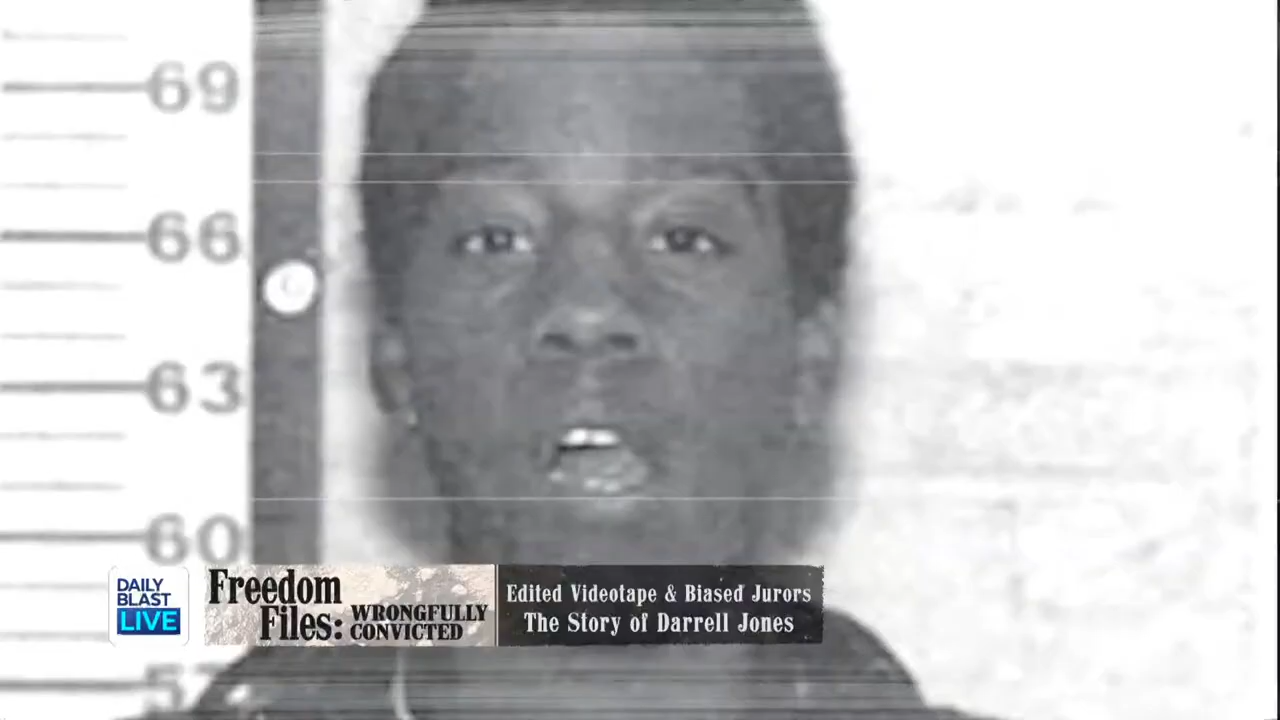 69
66
63
60
57
DAILY
BLAST
LIVE
Freedom
Files: WRONGFULLY
CONVICTED
Edited Videotape & Biased Jurors
The Story of Darrell Jones